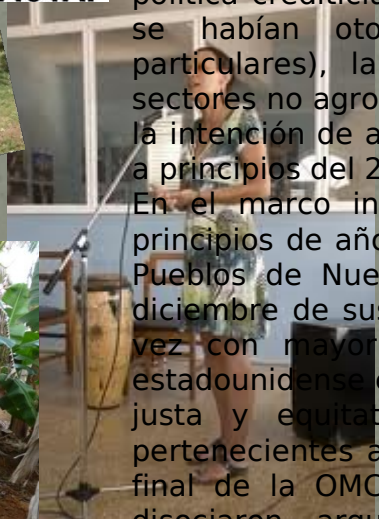 política crediticia
se habían oto
particulares), la
sectores no agro
la intención de a
a principios del 2
En el marco in
principios de año
Pueblos de Nue
diciembre de sus
vez con mayor
estadounidense
justa y equitat
pertenecientes a
final de la OMC